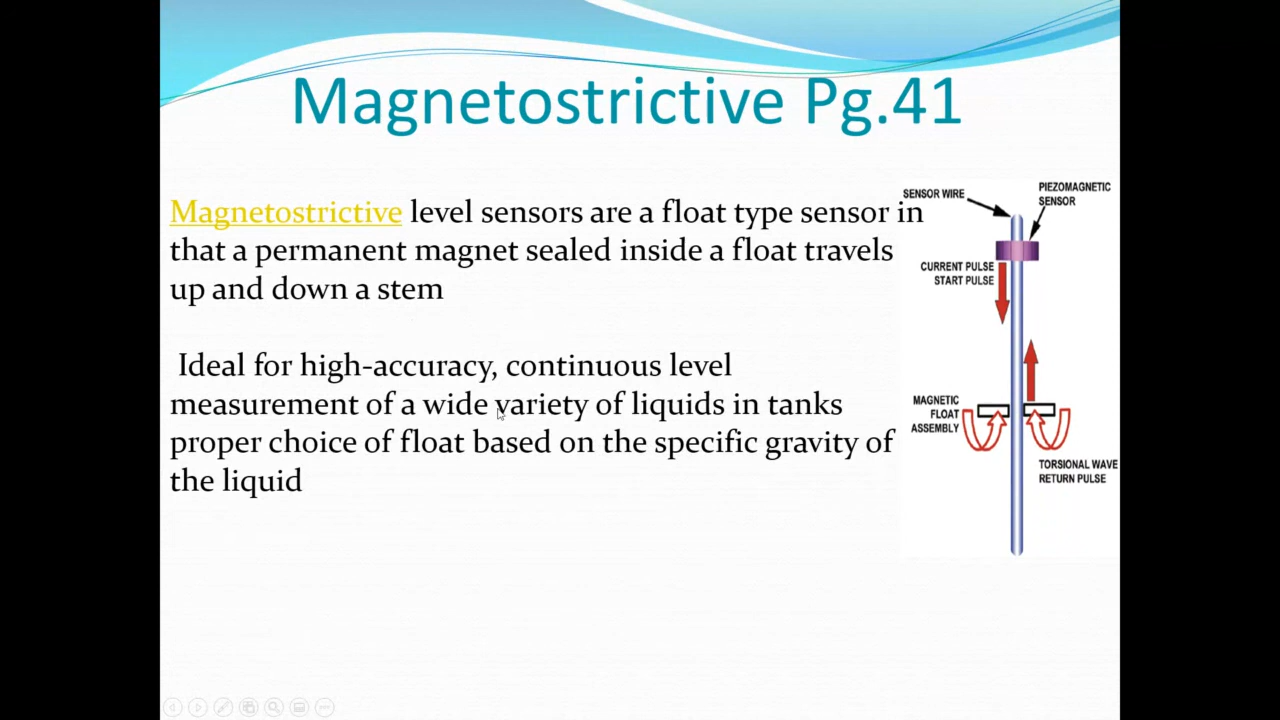 Magnetostrictive Pg.41
Magnetostrictive level sensors are a float type sensor in
that a permanent magnet sealed inside a float travels
up and down a stem
Ideal for high-accuracy, continuous level
measurement of a wide variety of liquids in tanks
proper choice of float based on the specific gravity of
the liquid
SENSOR WIRE
PIEZOMAGNETIC
SENSOR
CURRENT PULSE
START PULSE
MAGNETIC
FLOAT
ASSEMBLY
TORSIONAL WAVE
RETURN PULSE